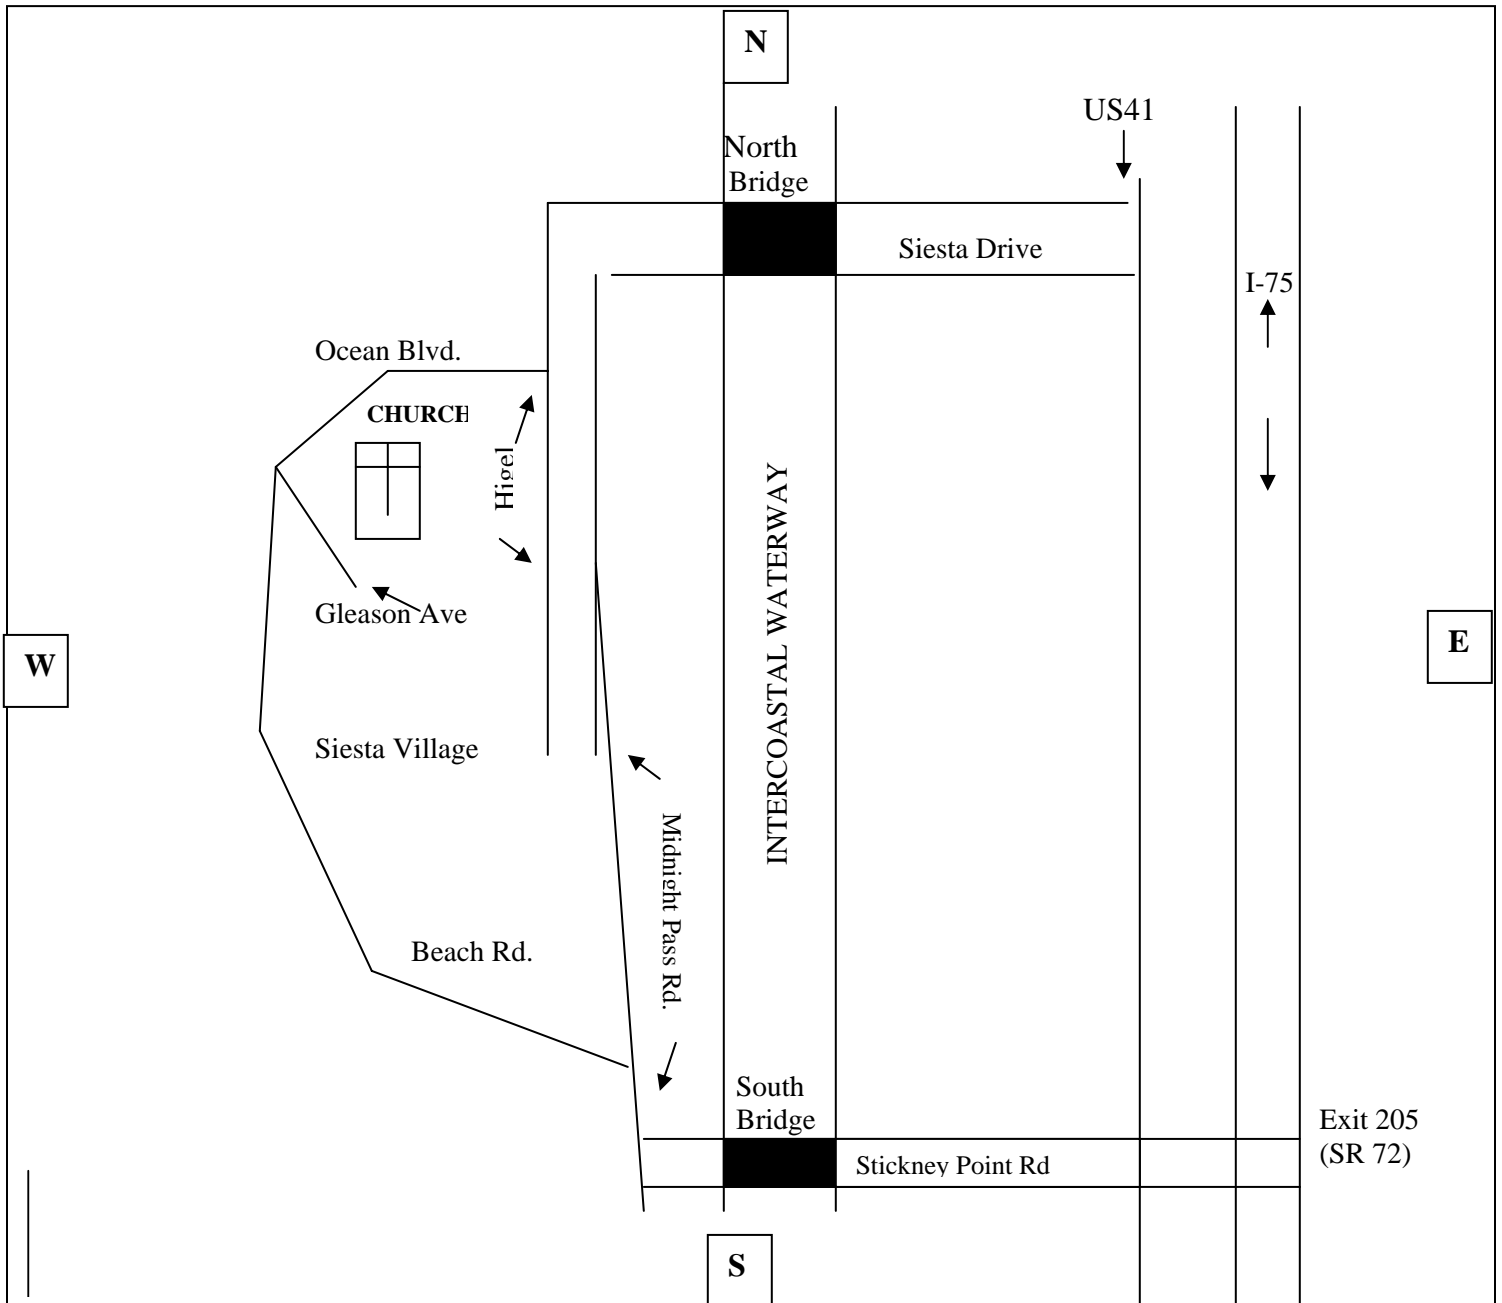 N
US41
North
Bridge
Siesta Drive
I-75
Ocean Blvd.
CHURCH
Higel
INTERCOASTAL WATERWAY
Gleason Ave
W
E
Siesta Village
Midnight Pass Rd.
Beach Rd.
South
Bridge
Exit 205
(SR 72)
Stickney Point Rd
S